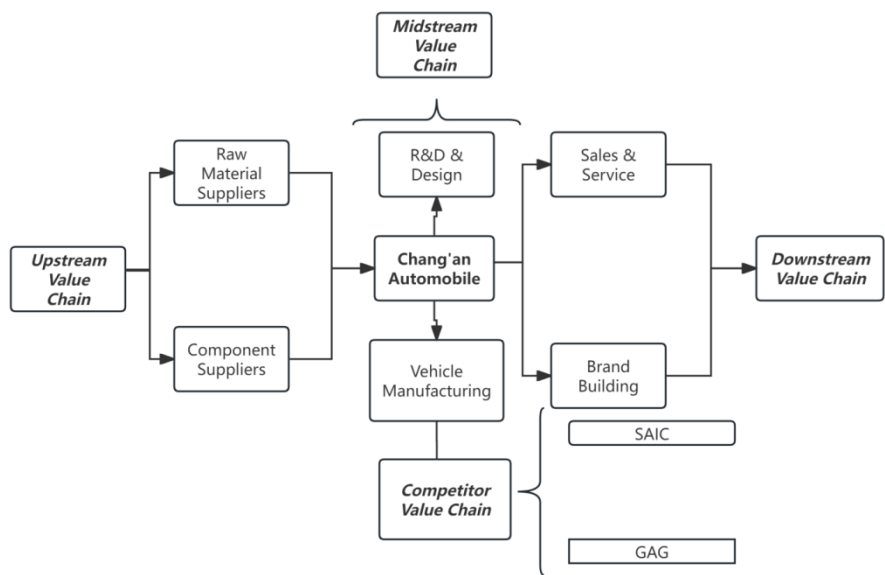 Midstream
Value
Chain
Raw
Material
Suppliers
R&D &
Design
Sales &
Service
Upstream
Value
Chain
Chang'an
Automobile
Downstream
Value Chain
Component
Suppliers
Vehicle
Manufacturing
Brand
Building
SAIC
Competitor
Value Chain
GAG